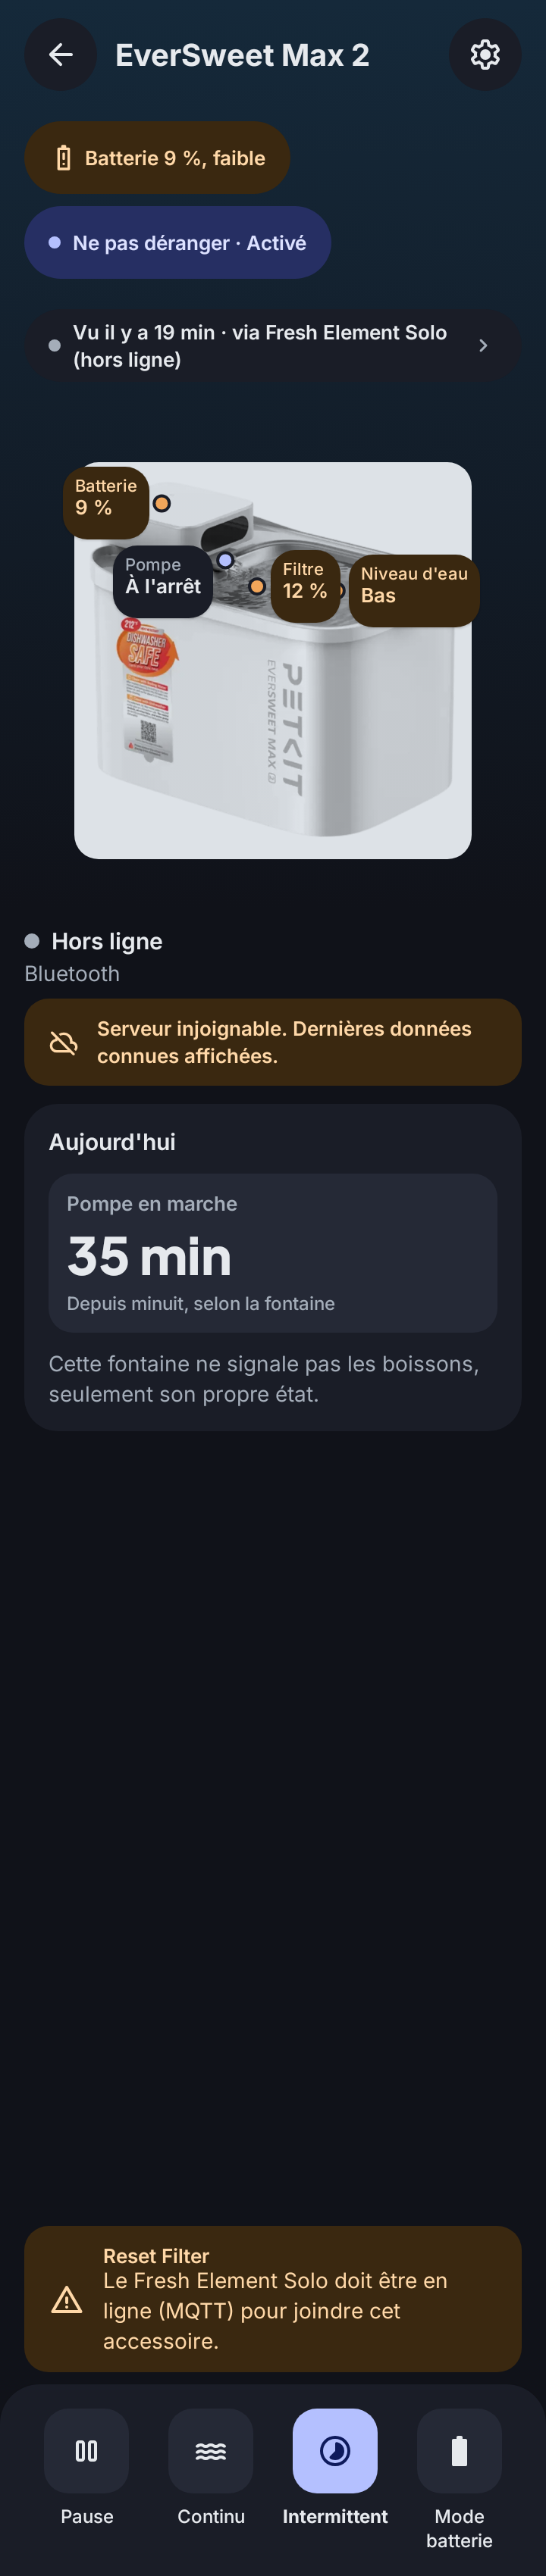 EverSweet Max 2
Batterie 9 %, faible
Ne pas déranger · Activé
Vu il y a 19 min · via Fresh Element Solo
(hors ligne)
Batterie
9 %
Pompe
À l'arrêt
Filtre
12 %
Niveau d'eau
Bas
212°
DISHWASHER
SAFE
PETKIT
EVERSWEET MAX 2
Hors ligne
Bluetooth
Serveur injoignable. Dernières données
connues affichées.
Aujourd'hui
Pompe en marche
35 min
Depuis minuit, selon la fontaine
Cette fontaine ne signale pas les boissons,
seulement son propre état.
Reset Filter
Le Fresh Element Solo doit être en
ligne (MQTT) pour joindre cet
accessoire.
Pause
Continu
Intermittent
Mode
batterie